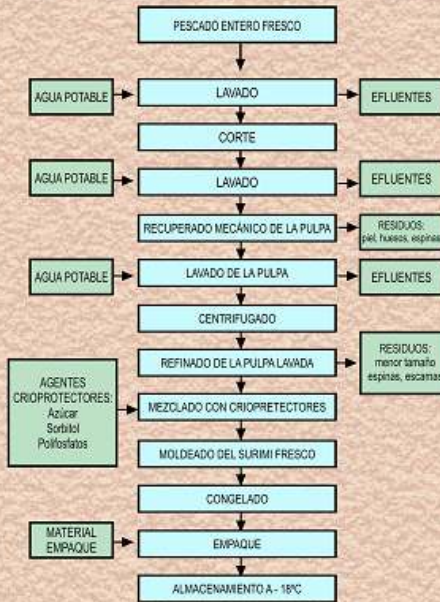 PESCADO ENTERO FRESCO
AGUA POTABLE
LAVADO
EFLUENTES
CORTE
AGUA POTABLE
LAVADO
EFLUENTES
RECUPERADO MECÁNICO DE LA PULPA
RESIDUOS:
piel, huesos, espinas
AGUA POTABLE
LAVADO DE LA PULPA
EFLUENTES
CENTRIFUGADO
REFINADO DE LA PULPA LAVADA
RESIDUOS:
menor tamaño
espinas, escamas
AGENTES
CRIOPROTECTORES:
Azúcar
Sorbitol
Polifosfatos
MEZCLADO CON CRIOPRETECTORES
MOLDEADO DEL SURIMI FRESCO
CONGELADO
MATERIAL
EMPAQUE
EMPAQUE
ALMACENAMIENTO A - 18ºC